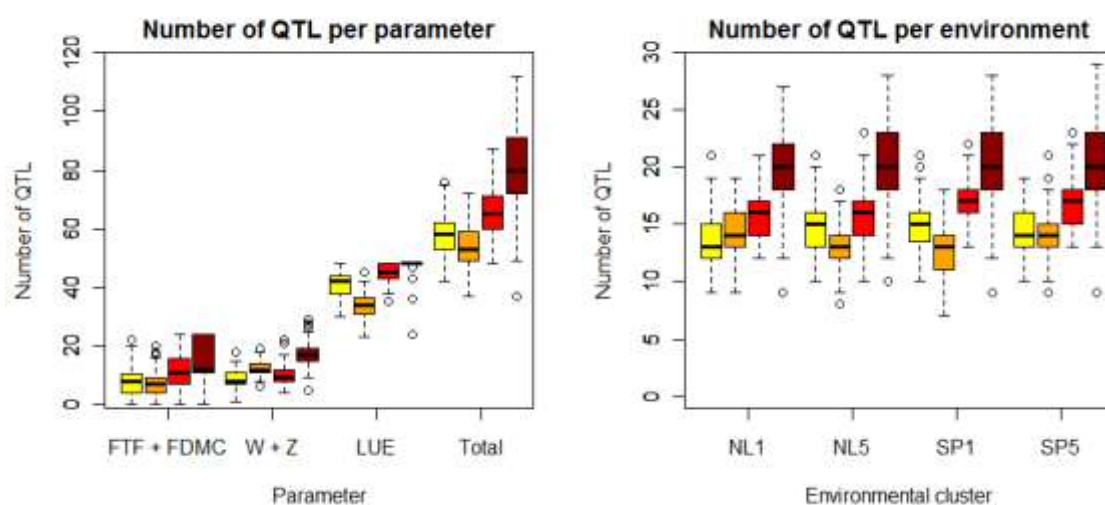 Number of QTL per parameter
Number of QTL
120
100
80
60
40
20
0
FTF + FDMC W + Z LUE Total
Parameter
Number of QTL per environment
Number of QTL
30
25
20
15
10
5
0
NL1 NL5 SP1 SP5
Environmental cluster